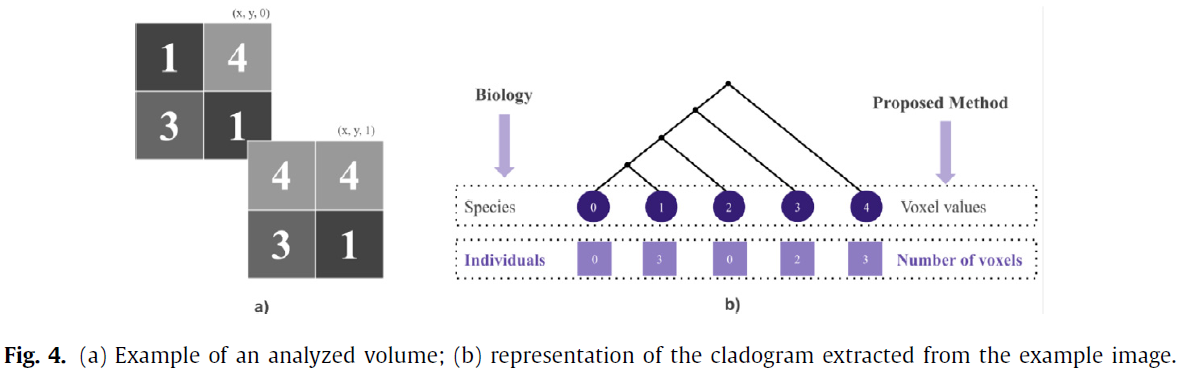 (x, y, 0)
1 4
3 1
(x, y, 1)
4 4
3 1
a)
Biology
Proposed Method
Species 0 1 2 3 4 Voxel values
Individuals 0 3 0 2 3 Number of voxels
b)
Fig. 4. (a) Example of an analyzed volume; (b) representation of the cladogram extracted from the example image.